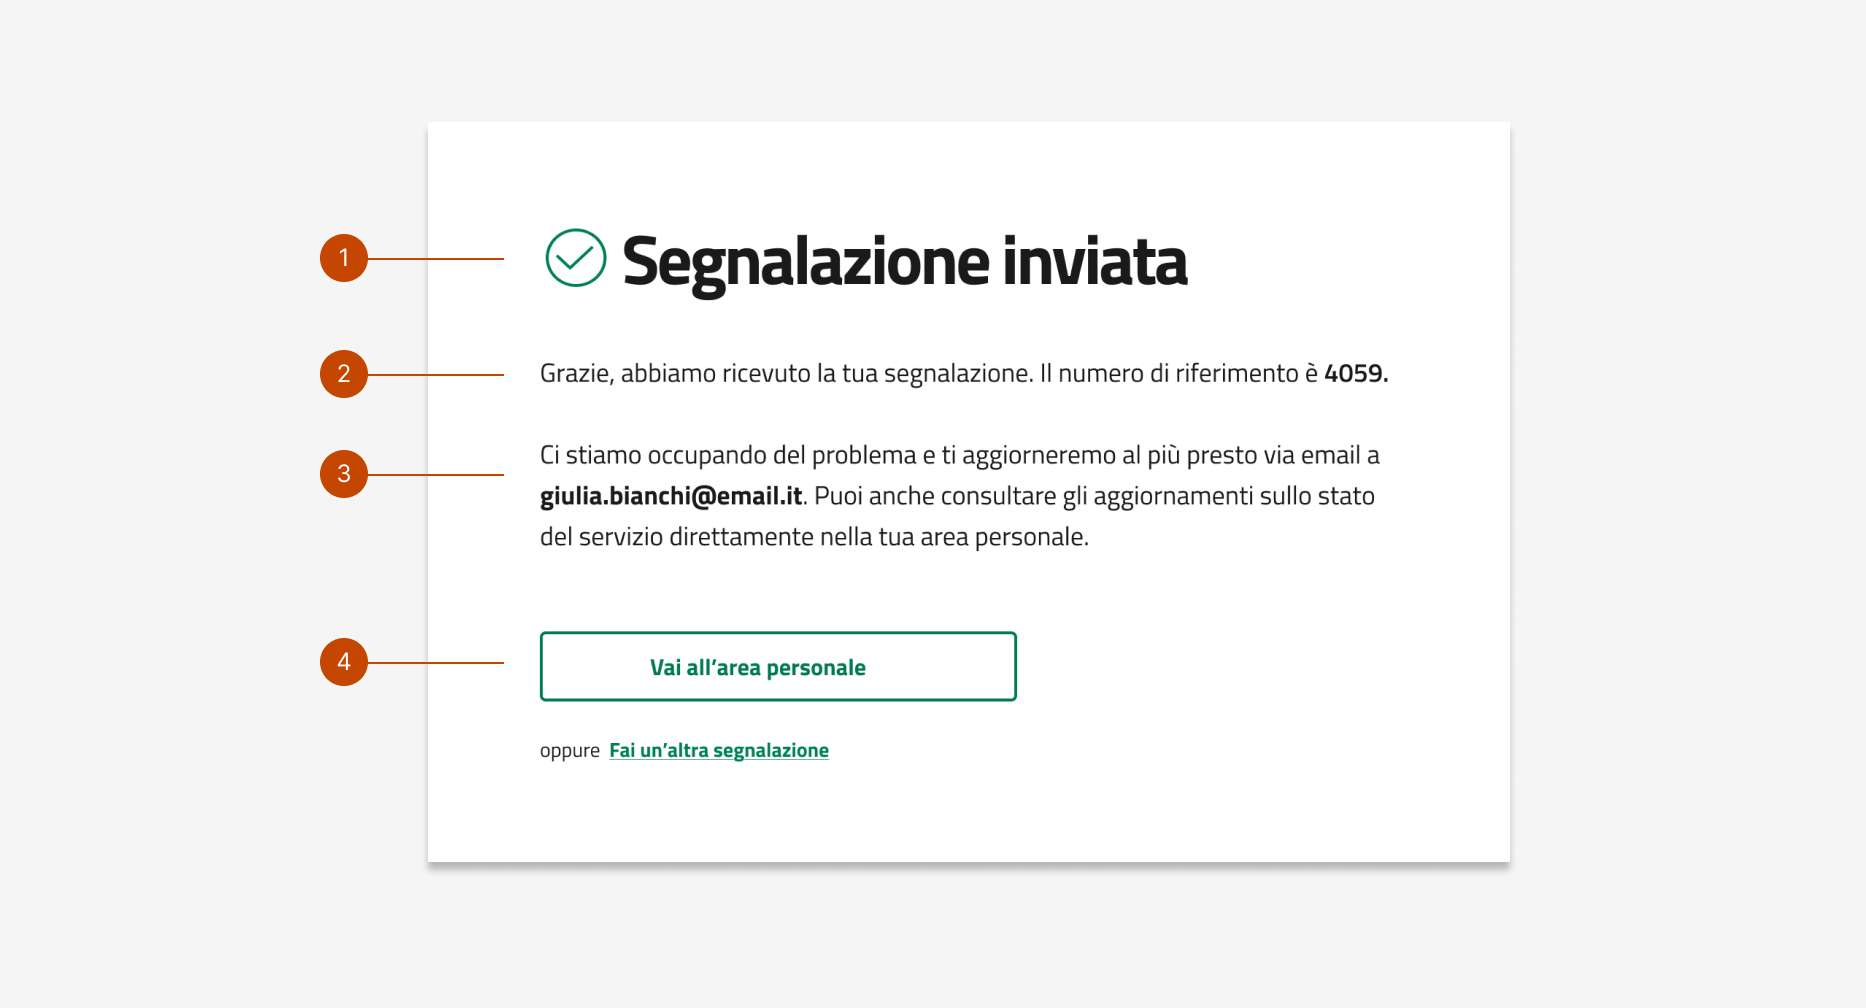 1
Segnalazione inviata
2
Grazie, abbiamo ricevuto la tua segnalazione. Il numero di riferimento è 4059.
3
Ci stiamo occupando del problema e ti aggiorneremo al più presto via email a
giulia.bianchi@email.it. Puoi anche consultare gli aggiornamenti sullo stato
del servizio direttamente nella tua area personale.
4
Vai all’area personale
oppure Fai un’altra segnalazione